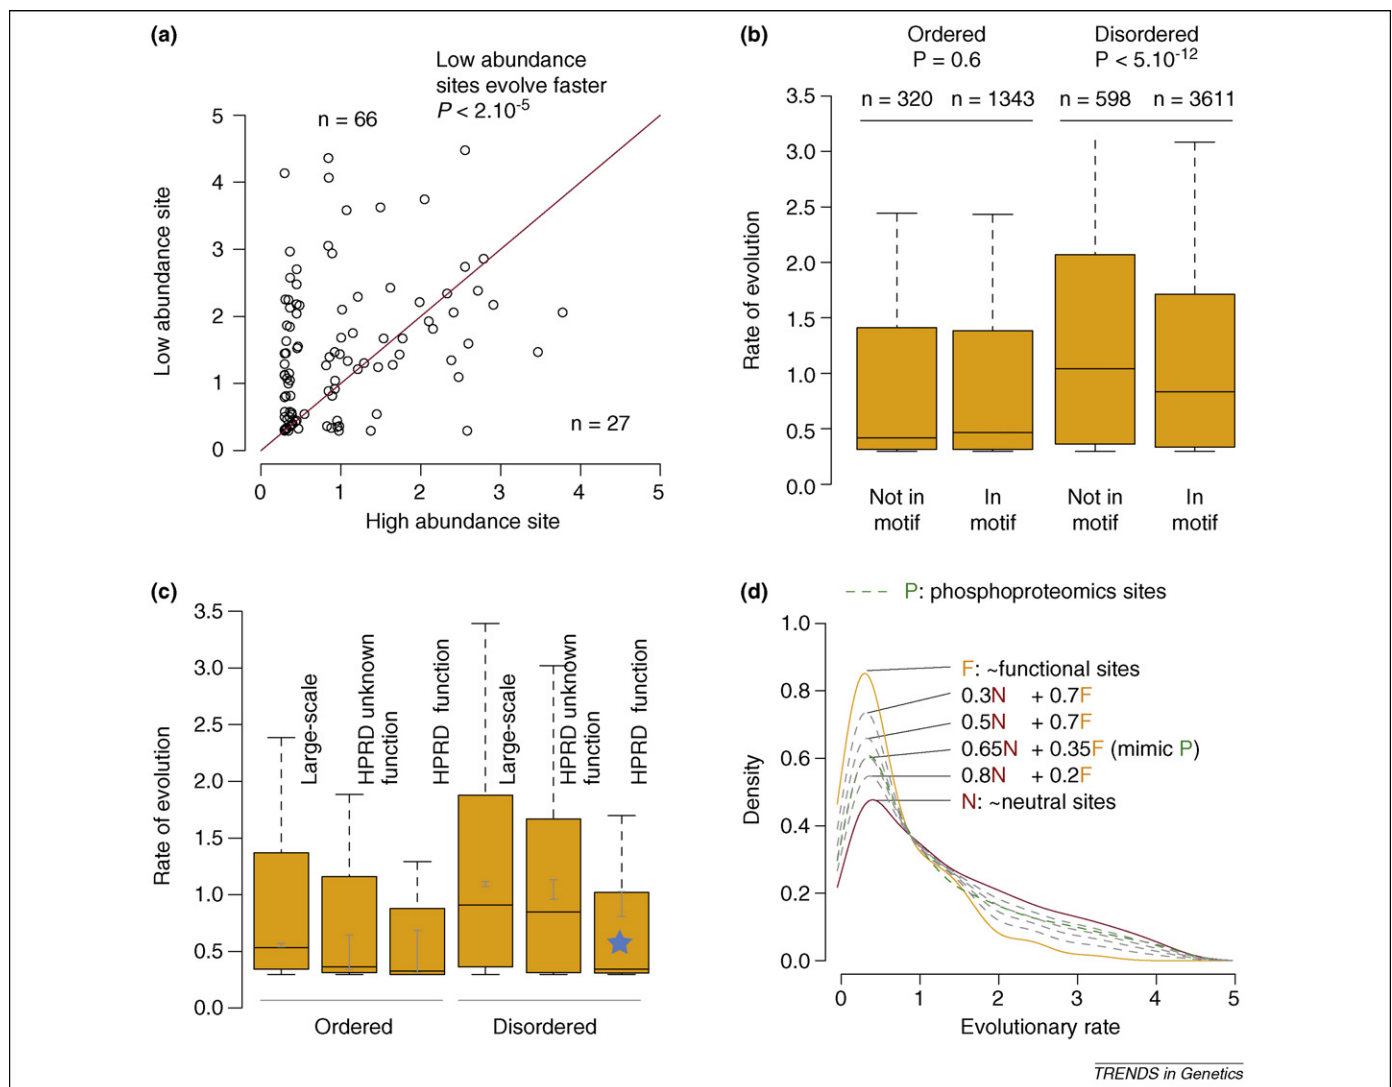 (a)
Low abundance
sites evolve faster
P < 2.10-5
n = 66
5
4
3
2
1
0
Low abundance site
n = 27
0 1 2 3 4 5
High abundance site
(b)
Ordered Disordered
P = 0.6 P < 5.10-12
n = 320 n = 1343 n = 598 n = 3611
3.5
3.0
2.5
2.0
1.5
1.0
0.5
0.0
Rate of evolution
Not in In Not in In
motif motif motif motif
(c)
3.5
3.0
2.5
2.0
1.5
1.0
0.5
0.0
Rate of evolution
Large-scale
HPRD unknown
function
HPRD function
Large-scale
HPRD unknown
function
HPRD function
Ordered Disordered
(d)
P: phosphoproteomics sites
1.0
0.8
0.6
0.4
0.2
0.0
Density
F: ~functional sites
0.3N + 0.7F
0.5N + 0.7F
0.65N + 0.35F (mimic P)
0.8N + 0.2F
N: ~neutral sites
0 1 2 3 4 5
Evolutionary rate
TRENDS in Genetics